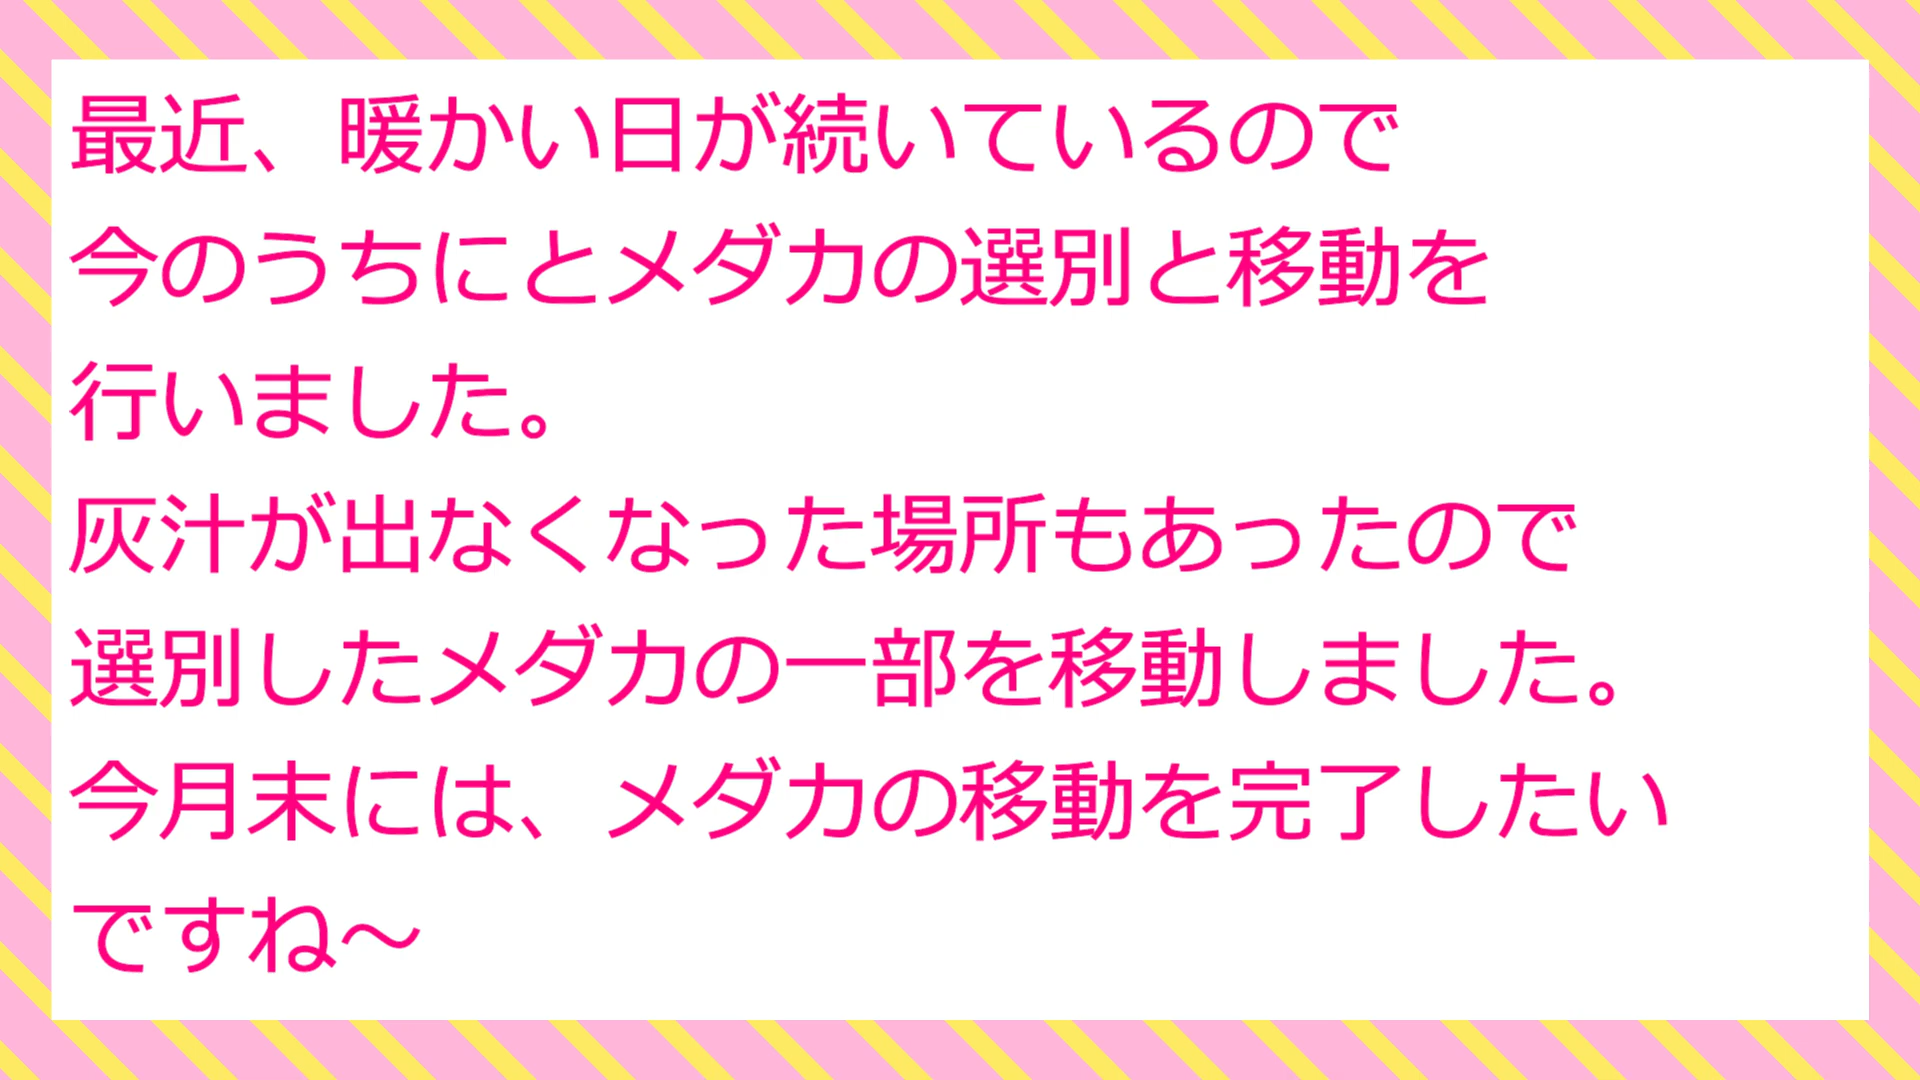 最近、暖かい日が続いているので
今のうちにとメダカの選別と移動を
行いました。
灰汁が出なくなった場所もあったので
選別したメダカの一部を移動しました。
今月末には、メダカの移動を完了したい
ですね～